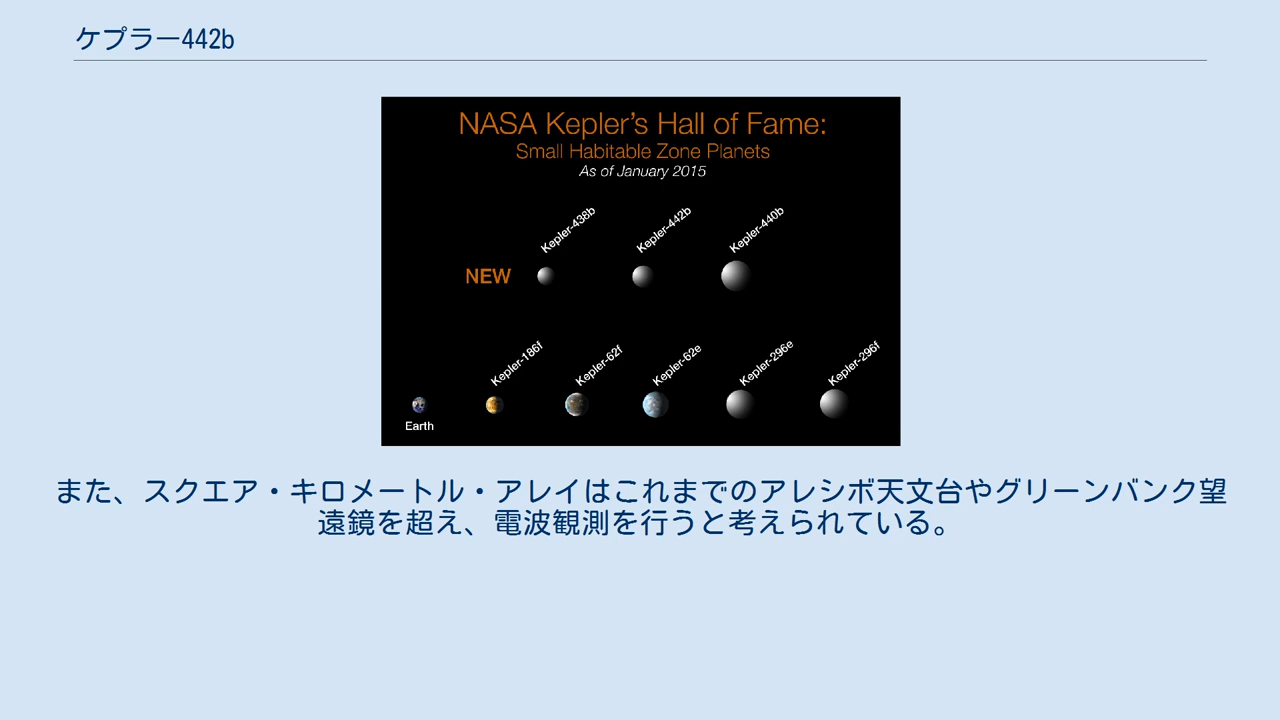 ケプラー442b
NASA Kepler's Hall of Fame:
Small Habitable Zone Planets
As of January 2015
Kepler-438b
Kepler-442b
Kepler-440b
NEW
Kepler-186f
Kepler-62f
Kepler-62e
Kepler-296e
Kepler-296f
Earth
また、スクエア・キロメートル・アレイはこれまでのアレシボ天文台やグリーンバンク望
遠鏡を超え、電波観測を行うと考えられている。